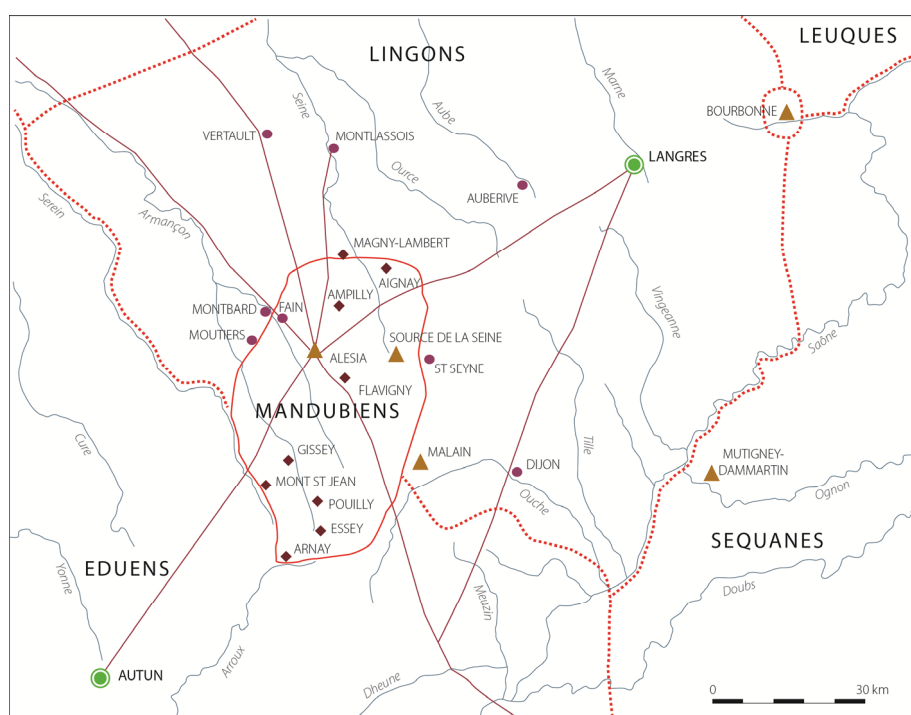 LEUQUES
LINGONS
Marne
BOURBONNE
Seine
Aube
VERTAULT
MONTLASSOIS
LANGRES
Ource
AUBERIVE
Serein
Armançon
MAGNY-LAMBERT
AIGNAY
AMPILLY
Vingeanne
MONTBARD
FAIN
MOUTIERS
SOURCE DE LA SEINE
Saône
ALESIA
ST SEYNE
FLAVIGNY
MANDUBIENS
Cure
Tille
GISSEY
MALAIN
DIJON
MUTIGNEY-
DAMMARTIN
MONT ST JEAN
Ognon
POUILLY
Ouche
ESSEY
SEQUANES
ARNAY
EDUENS
Yonne
Doubs
Meuzin
Arroux
AUTUN
Dheune
0
30 km